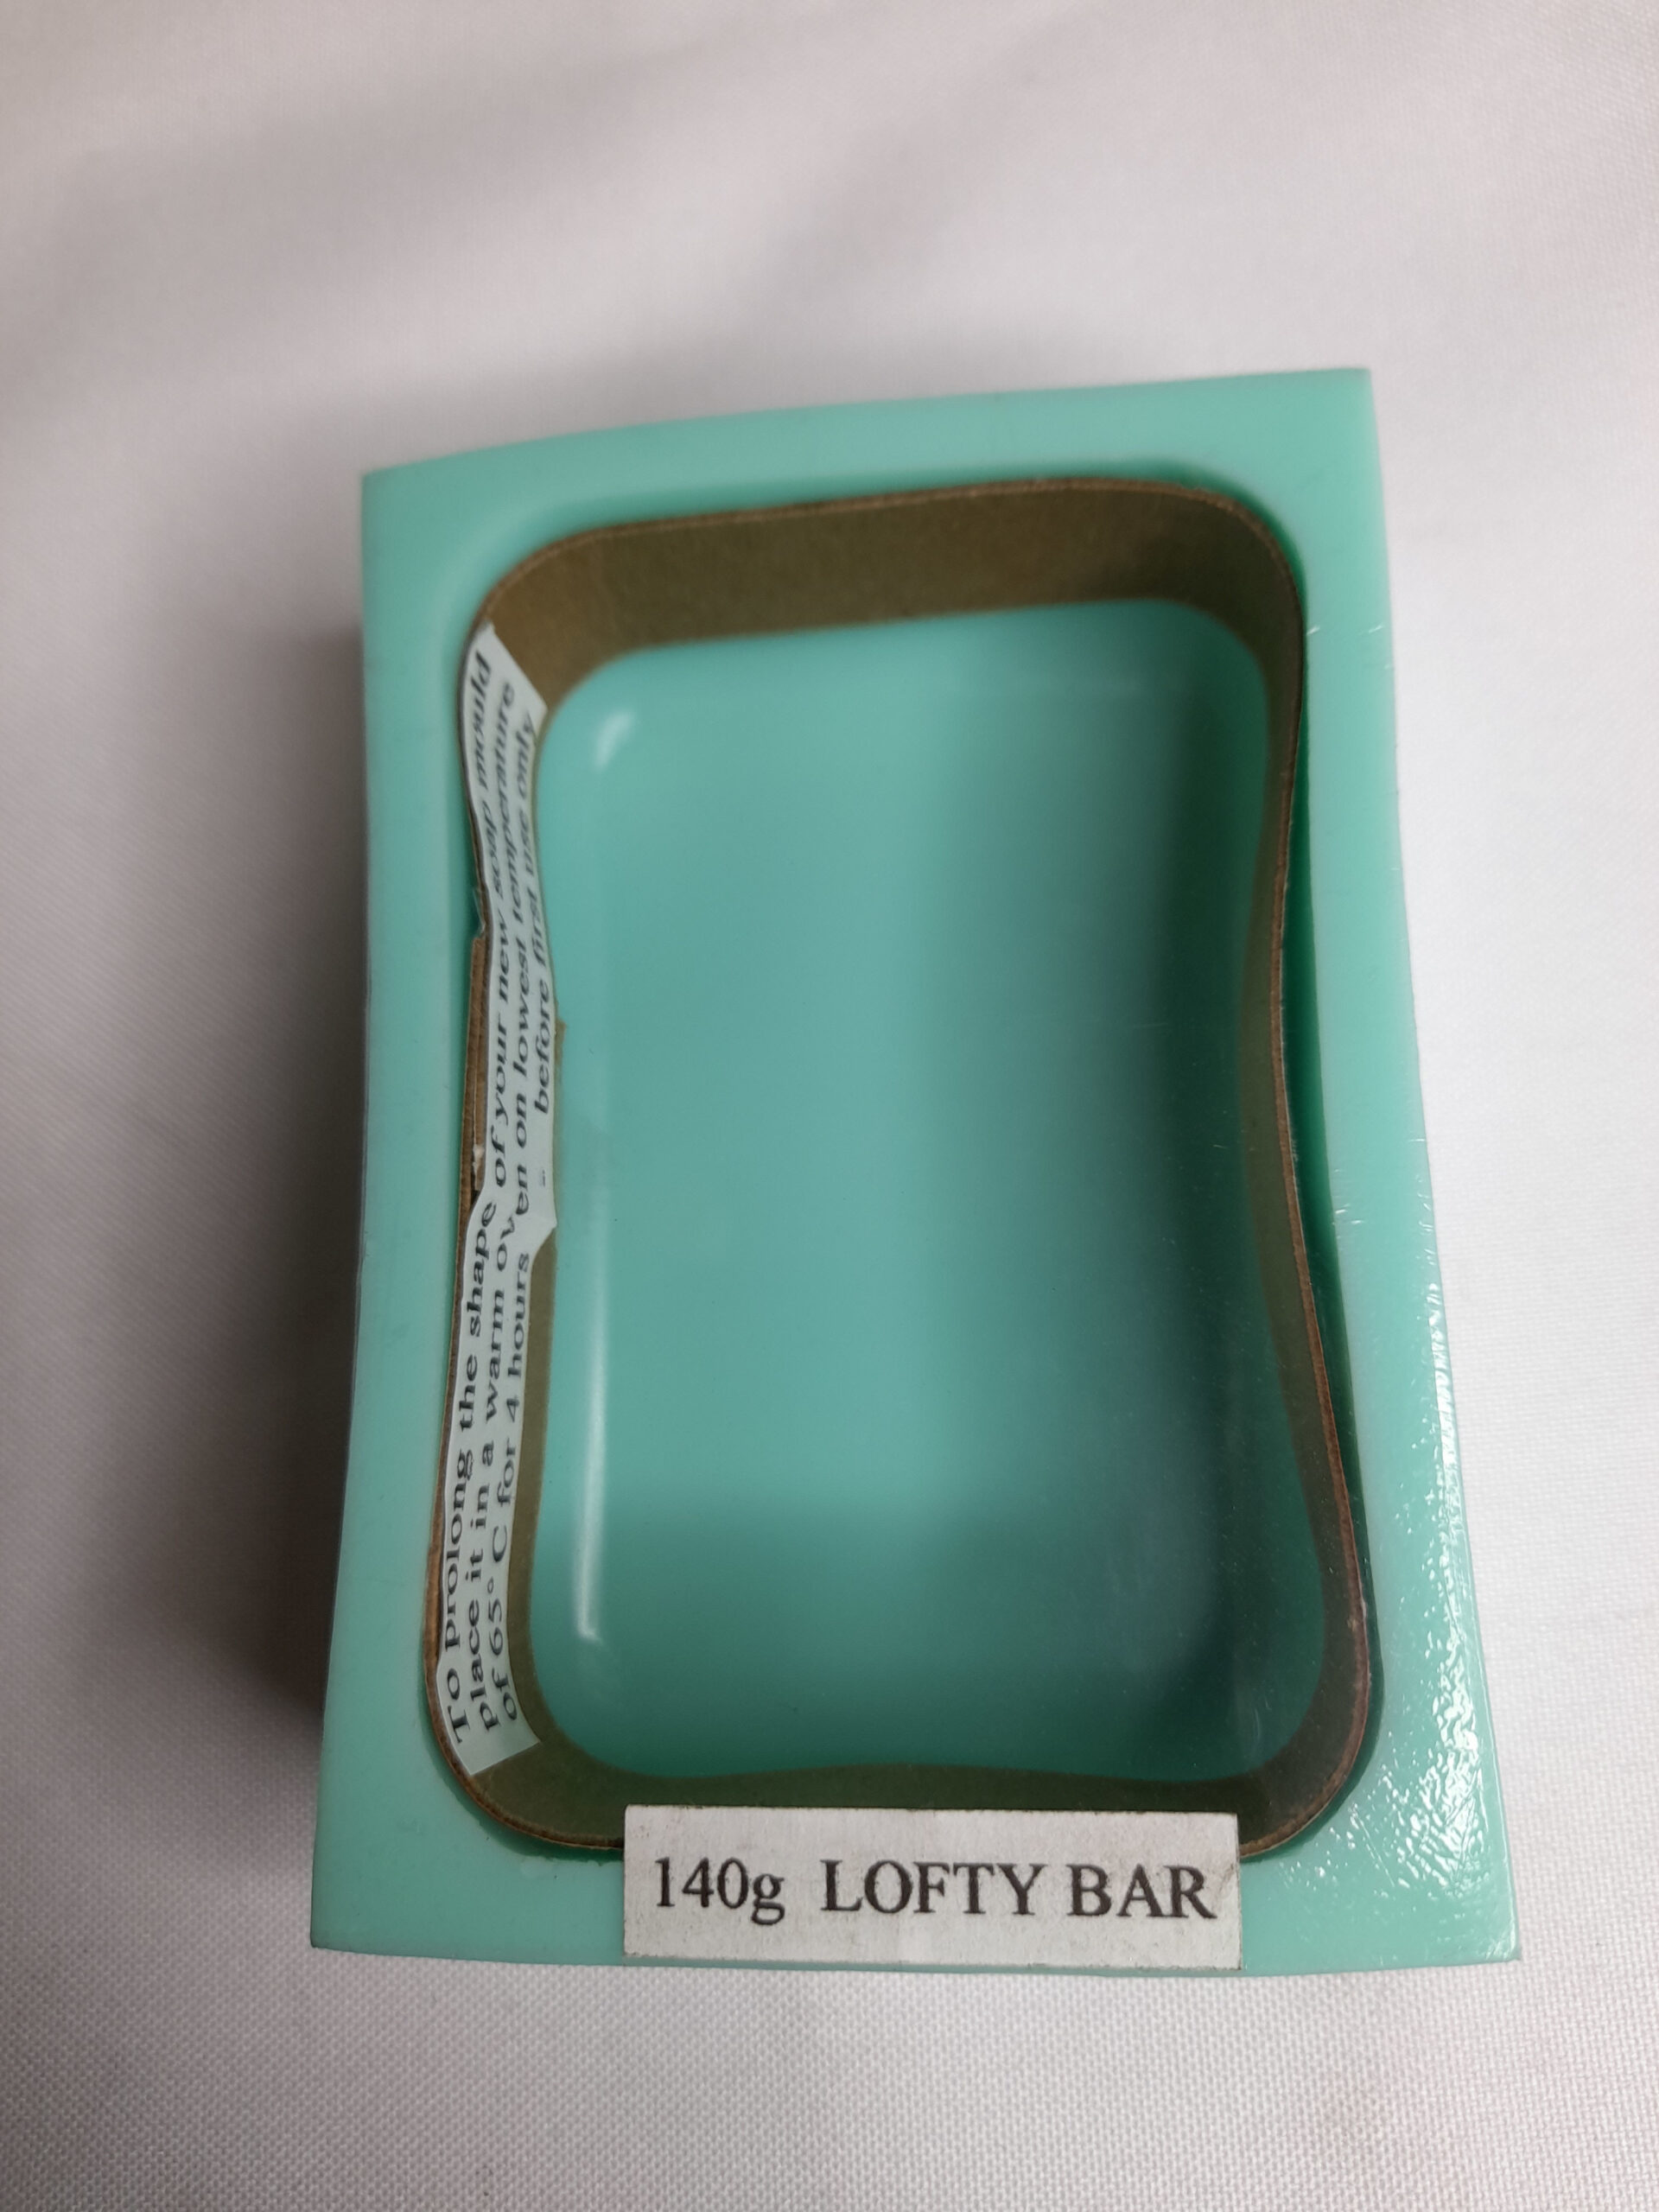 To prolong the shape of your new soap mould
Place it in a warm oven on lowest temperature
of 65° C for 4 hours before first use only
140g LOFTY BAR